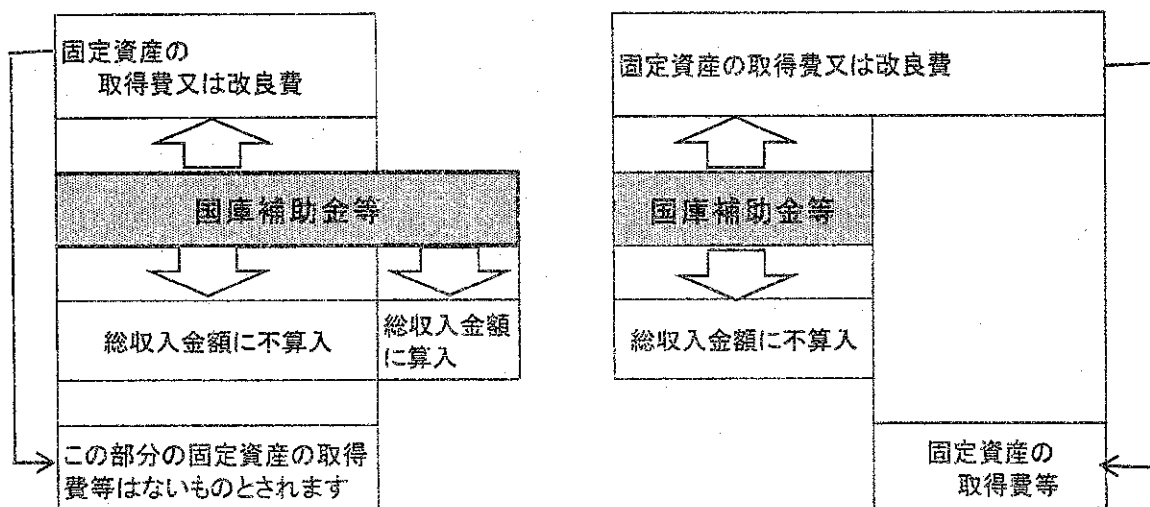 固定資産の
取得費又は改良費
国庫補助金等
総収入金額に不算入
総収入金額
に算入
この部分の固定資産の取得
費等はないものとされます
固定資産の取得費又は改良費
国庫補助金等
総収入金額に不算入
固定資産の
取得費等